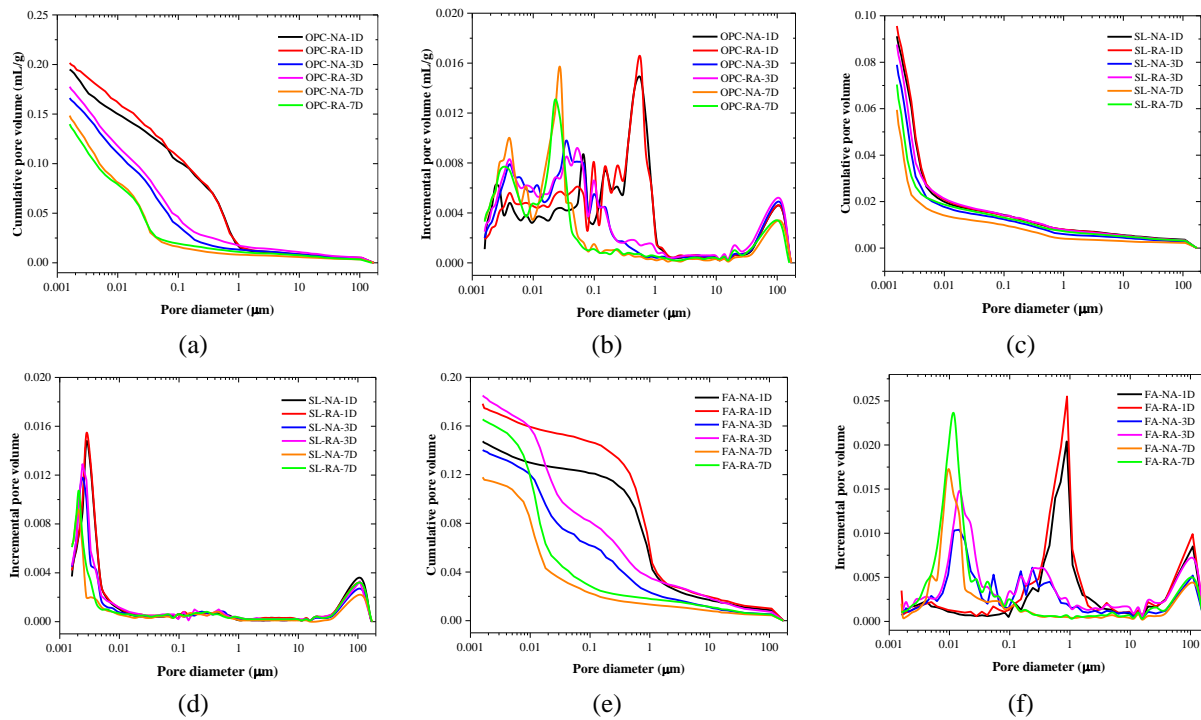 Cumulative pore volume (mL/g)
0.25
0.20
0.15
0.10
0.05
0.00
OPC-NA-1D
OPC-RA-1D
OPC-NA-3D
OPC-RA-3D
OPC-NA-7D
OPC-RA-7D
0.001 0.01 0.1 1 10 100
Pore diameter (μm)
(a)
Incremental pore volume (mL/g)
0.020
0.016
0.012
0.008
0.004
0.000
OPC-NA-1D
OPC-RA-1D
OPC-NA-3D
OPC-RA-3D
OPC-NA-7D
OPC-RA-7D
0.001 0.01 0.1 1 10 100
Pore diameter (μm)
(b)
Cumulative pore volume
0.10
0.08
0.06
0.04
0.02
0.00
SL-NA-1D
SL-RA-1D
SL-NA-3D
SL-RA-3D
SL-NA-7D
SL-RA-7D
0.001 0.01 0.1 1 10 100
Pore diameter (μm)
(c)
Incremental pore volume
0.020
0.016
0.012
0.008
0.004
0.000
SL-NA-1D
SL-RA-1D
SL-NA-3D
SL-RA-3D
SL-NA-7D
SL-RA-7D
0.001 0.01 0.1 1 10 100
Pore diameter (μm)
(d)
Cumulative pore volume
0.20
0.16
0.12
0.08
0.04
0.00
FA-NA-1D
FA-RA-1D
FA-NA-3D
FA-RA-3D
FA-NA-7D
FA-RA-7D
0.001 0.01 0.1 1 10 100
Pore diameter (μm)
(e)
Incremental pore volume
0.025
0.020
0.015
0.010
0.005
0.000
FA-NA-1D
FA-RA-1D
FA-NA-3D
FA-RA-3D
FA-NA-7D
FA-RA-7D
0.001 0.01 0.1 1 10 100
Pore diameter (μm)
(f)